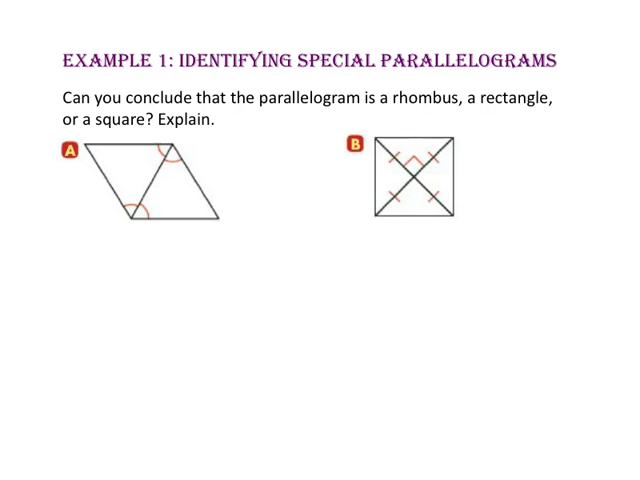 EXAMPLE 1: IDENTIFYING SPECIAL PARALLELOGRAMS
Can you conclude that the parallelogram is a rhombus, a rectangle,
or a square? Explain.
A
B